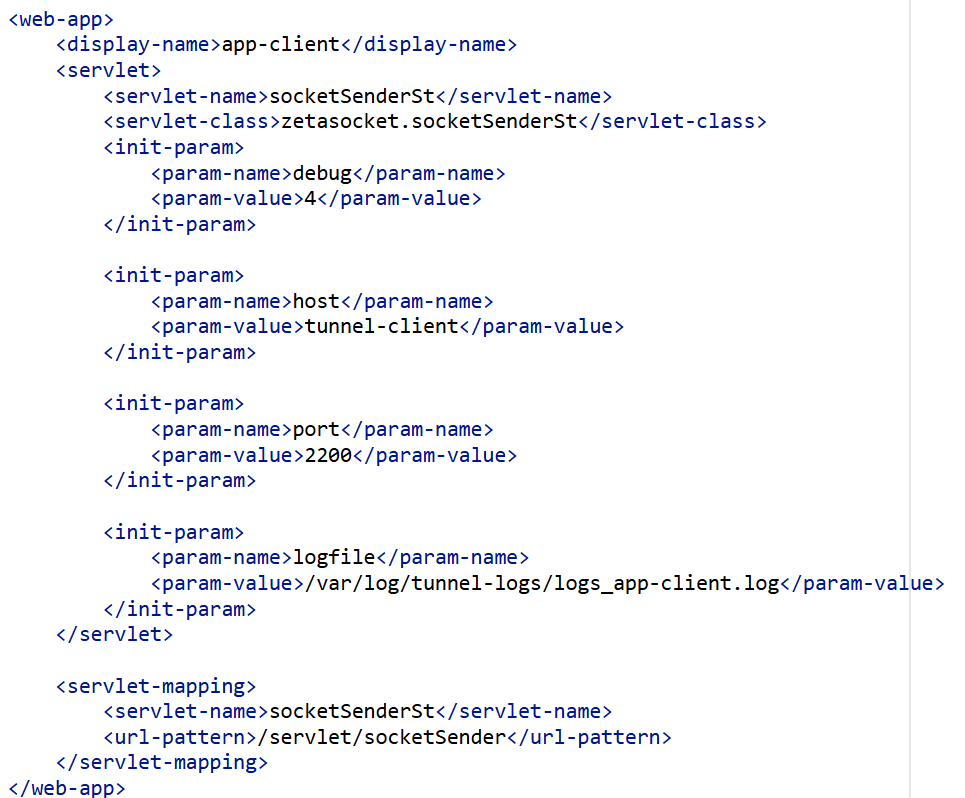 <web-app>
    <display-name>app-client</display-name>
    <servlet>
        <servlet-name>socketSenderSt</servlet-name>
        <servlet-class>zetasocket.socketSenderSt</servlet-class>
        <init-param>
            <param-name>debug</param-name>
            <param-value>4</param-value>
        </init-param>

        <init-param>
            <param-name>host</param-name>
            <param-value>tunnel-client</param-value>
        </init-param>

        <init-param>
            <param-name>port</param-name>
            <param-value>2200</param-value>
        </init-param>

        <init-param>
            <param-name>logfile</param-name>
            <param-value>/var/log/tunnel-logs/logs_app-client.log</param-value>
        </init-param>
    </servlet>

    <servlet-mapping>
        <servlet-name>socketSenderSt</servlet-name>
        <url-pattern>/servlet/socketSender</url-pattern>
    </servlet-mapping>
</web-app>